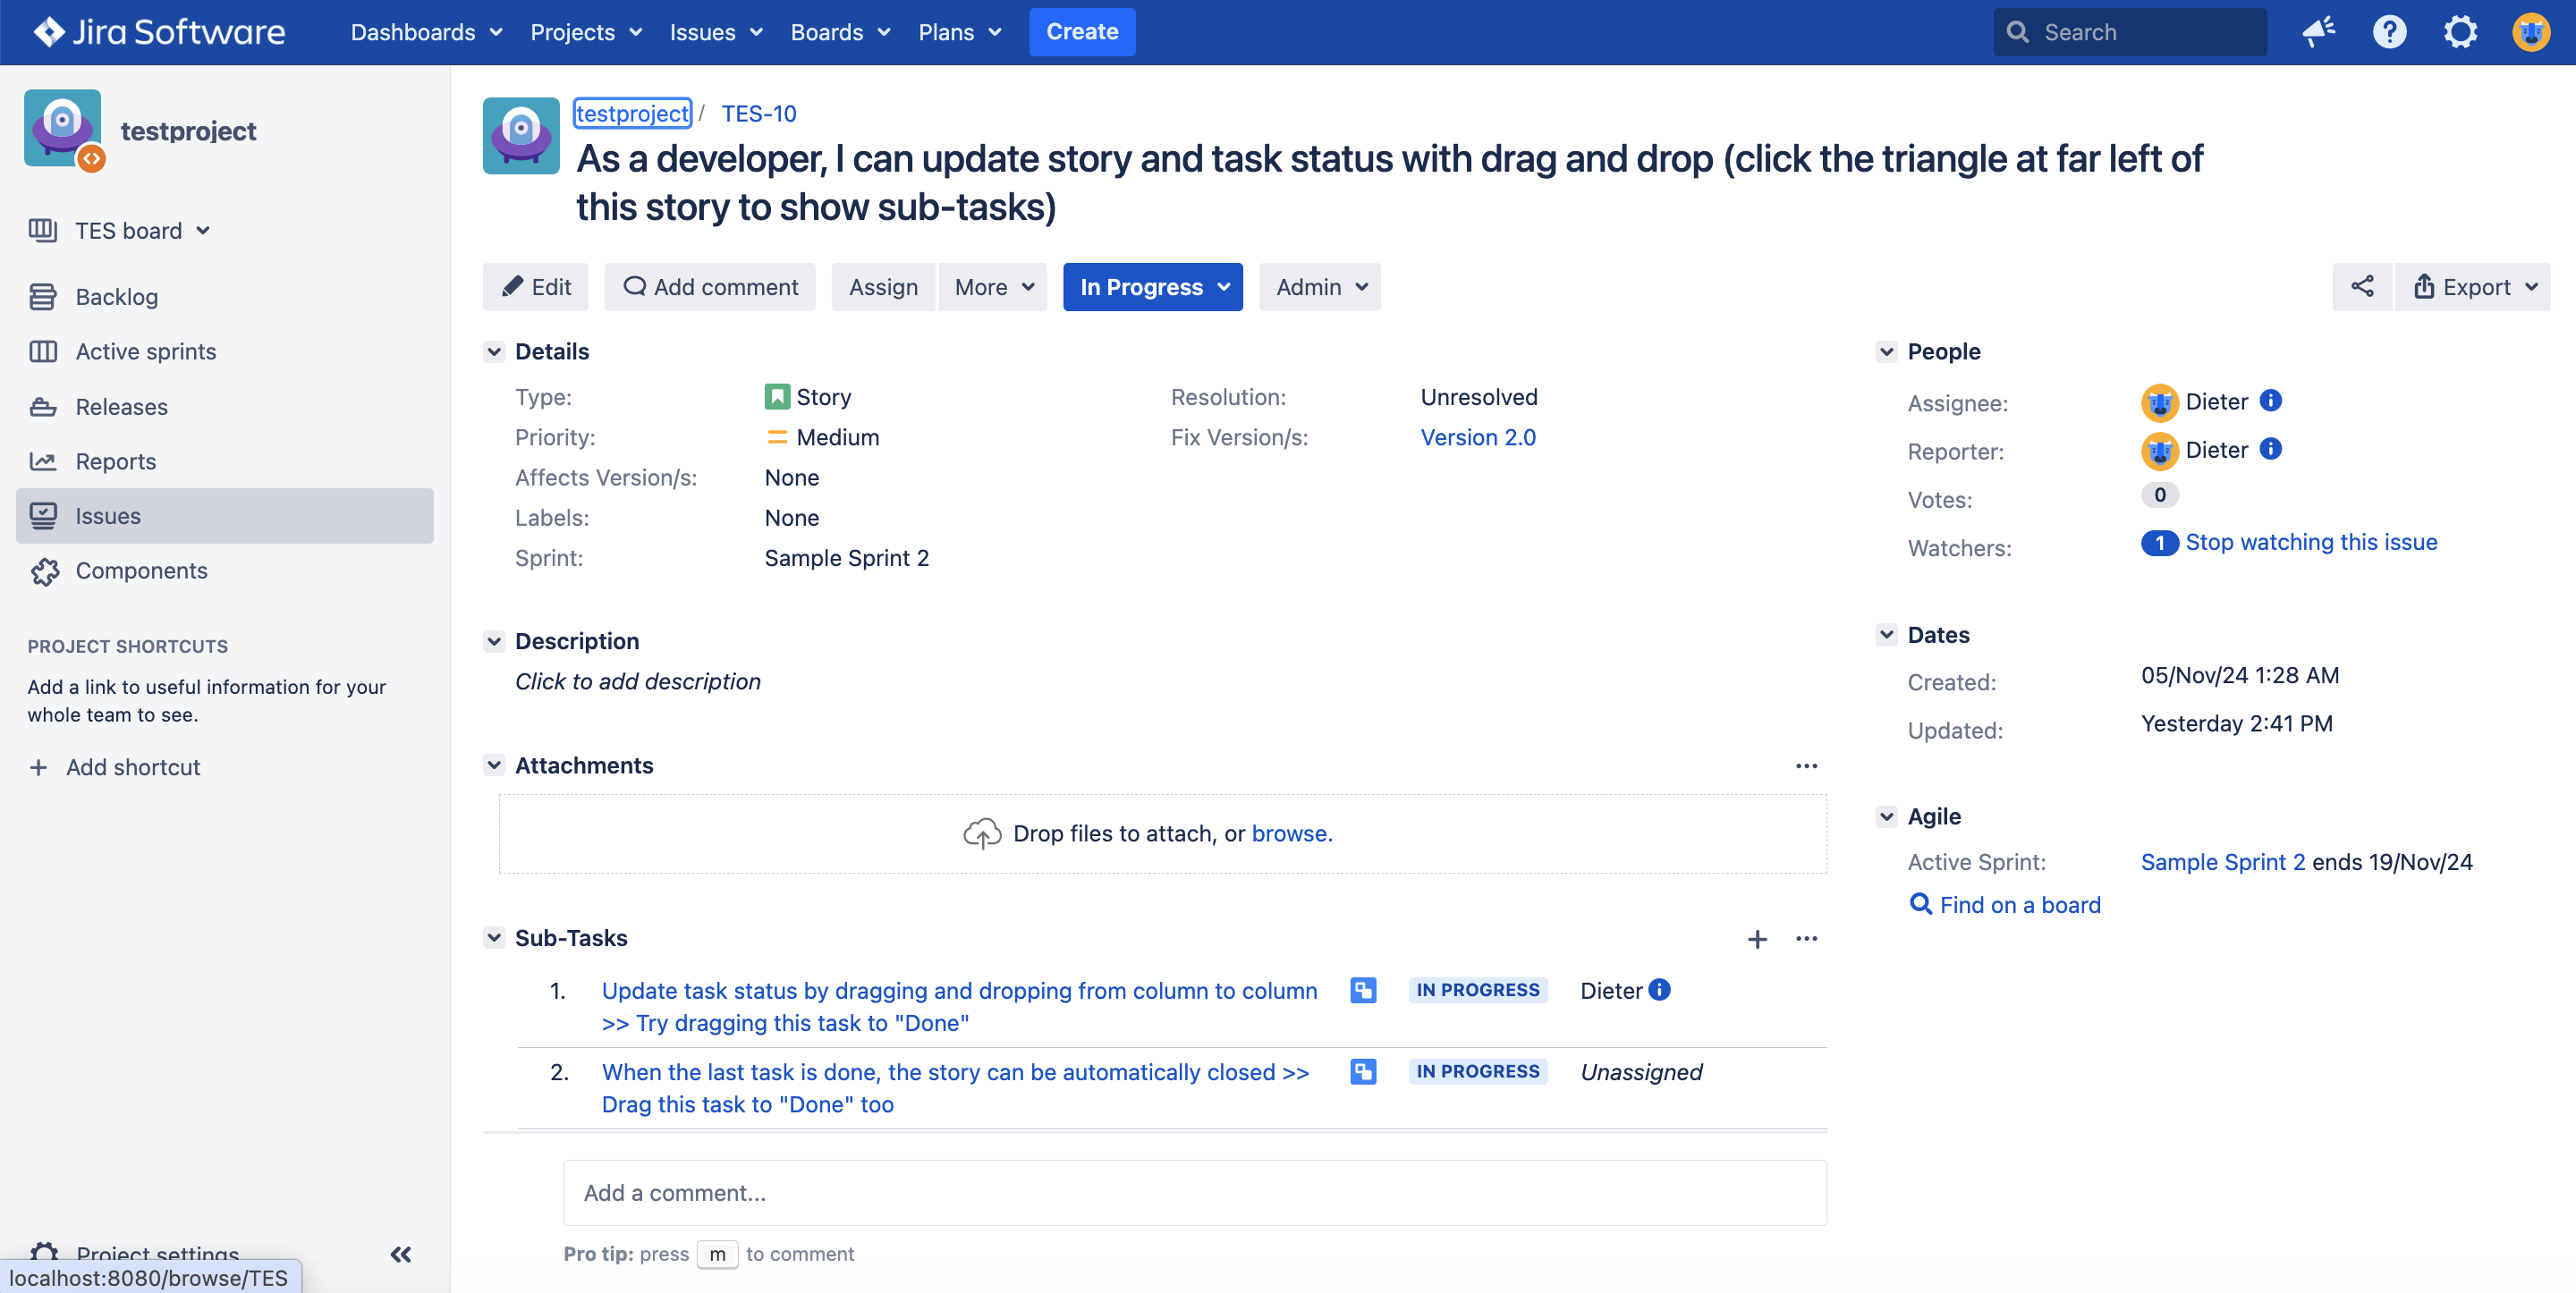 Jira Software Dashboards Projects Issues Boards Plans Create Search
testproject
TES board
Backlog
Active sprints
Releases
Reports
Issues
Components
PROJECT SHORTCUTS
Add a link to useful information for your
whole team to see.
Add shortcut
Project settings
localhost:8080/browse/TES
testproject / TES-10
As a developer, I can update story and task status with drag and drop (click the triangle at far left of
this story to show sub-tasks)
Edit Add comment Assign More In Progress Admin Export
Details
Type: Story Resolution: Unresolved
Priority: Medium Fix Version/s: Version 2.0
Affects Version/s: None
Labels: None
Sprint: Sample Sprint 2
Description
Click to add description
Attachments
Drop files to attach, or browse.
Sub-Tasks
1. Update task status by dragging and dropping from column to column IN PROGRESS Dieter
>> Try dragging this task to "Done"
2. When the last task is done, the story can be automatically closed >> IN PROGRESS Unassigned
Drag this task to "Done" too
Add a comment...
Pro tip: press m to comment
People
Assignee: Dieter
Reporter: Dieter
Votes: 0
Watchers: 1 Stop watching this issue
Dates
Created: 05/Nov/24 1:28 AM
Updated: Yesterday 2:41 PM
Agile
Active Sprint: Sample Sprint 2 ends 19/Nov/24
Find on a board